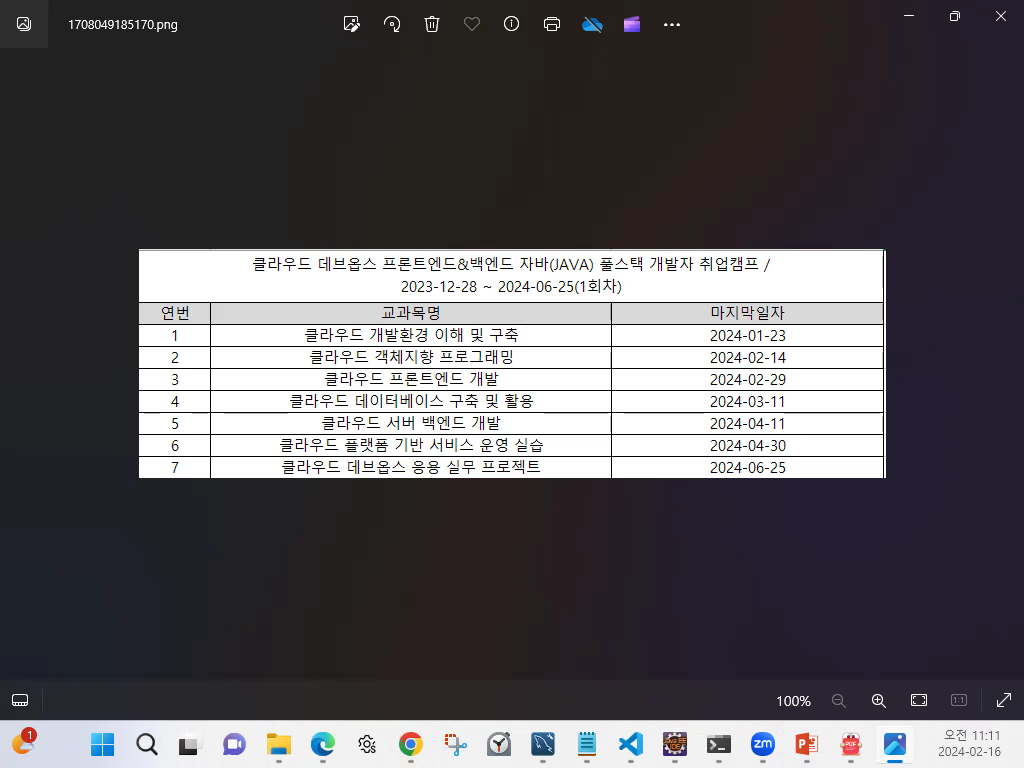 1708049185170.png
클라우드 데브옵스 프론트엔드&백엔드 자바(JAVA) 풀스택 개발자 취업캠프 /
2023-12-28 ~ 2024-06-25(1회차)
연번 교과목명 마지막일자
1 클라우드 개발환경 이해 및 구축 2024-01-23
2 클라우드 객체지향 프로그래밍 2024-02-14
3 클라우드 프론트엔드 개발 2024-02-29
4 클라우드 데이터베이스 구축 및 활용 2024-03-11
5 클라우드 서버 백엔드 개발 2024-04-11
6 클라우드 플랫폼 기반 서비스 운영 실습 2024-04-30
7 클라우드 데브옵스 응용 실무 프로젝트 2024-06-25
100% 1:1
1 zm PDF 오전 11:11
2024-02-16